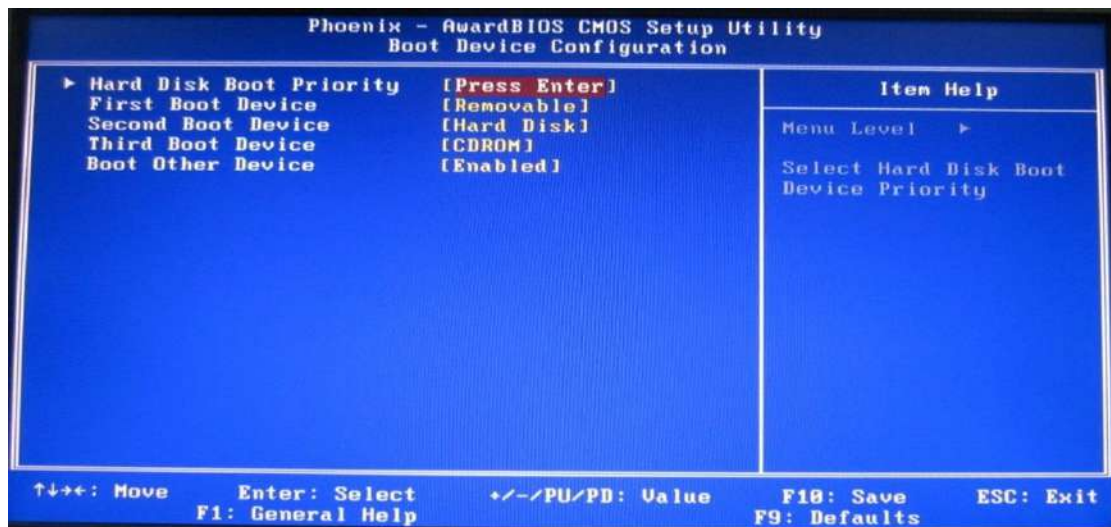 Phoenix - AwardBIOS CMOS Setup Utility
Boot Device Configuration
► Hard Disk Boot Priority [Press Enter]
First Boot Device [Removable]
Second Boot Device [Hard Disk]
Third Boot Device [CDROM]
Boot Other Device [Enabled]
Item Help
Menu Level ►
Select Hard Disk Boot
Device Priority
↑↓→←: Move Enter: Select +/-/PU/PD: Value F10: Save ESC: Exit
F1: General Help F9: Defaults